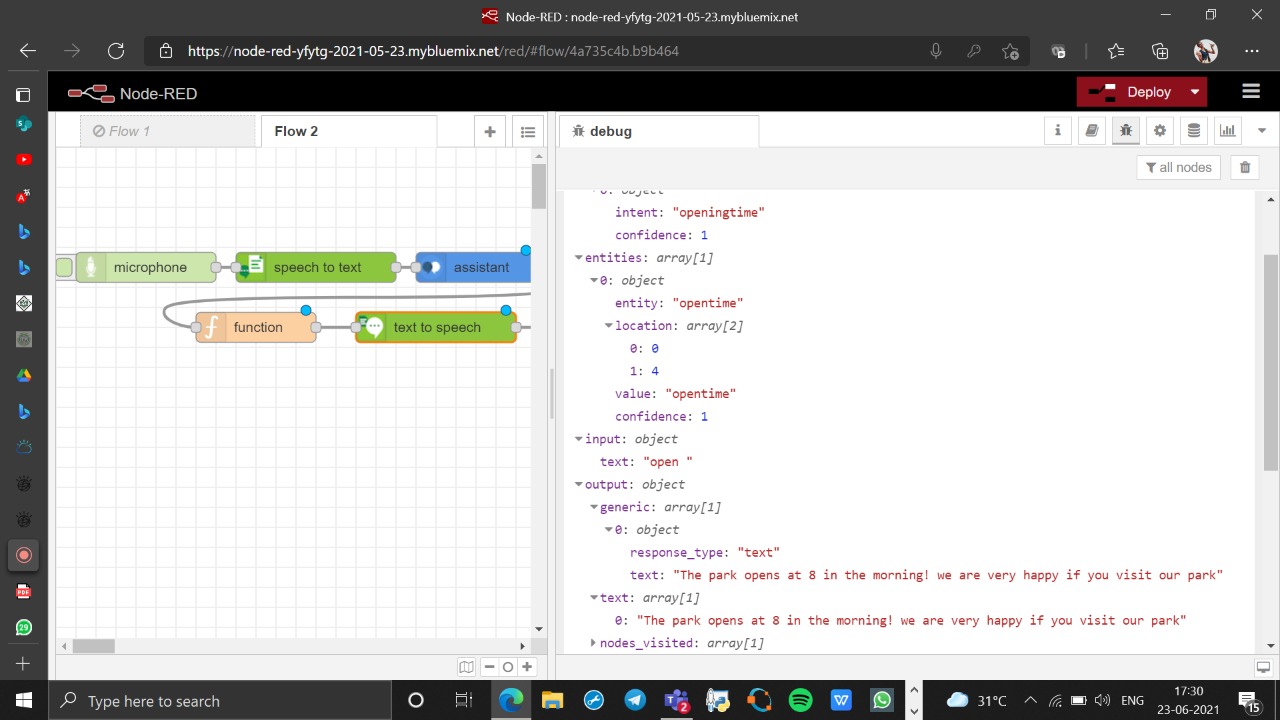 Node-RED : node-red-yfytg-2021-05-23.mybluemix.net
https://node-red-yfytg-2021-05-23.mybluemix.net/red/#flow/4a735c4b.b9b464
Node-RED
Deploy
Flow 1
Flow 2
debug
all nodes
0: object
intent: "openingtime"
confidence: 1
entities: array[1]
0: object
entity: "opentime"
location: array[2]
0: 0
1: 4
value: "opentime"
confidence: 1
input: object
text: "open "
output: object
generic: array[1]
0: object
response_type: "text"
text: "The park opens at 8 in the morning! we are very happy if you visit our park"
text: array[1]
0: "The park opens at 8 in the morning! we are very happy if you visit our park"
nodes_visited: array[1]
microphone
speech to text
assistant
function
text to speech
PDF
29
Type here to search
2
W
31°C
ENG
17:30
23-06-2021
15